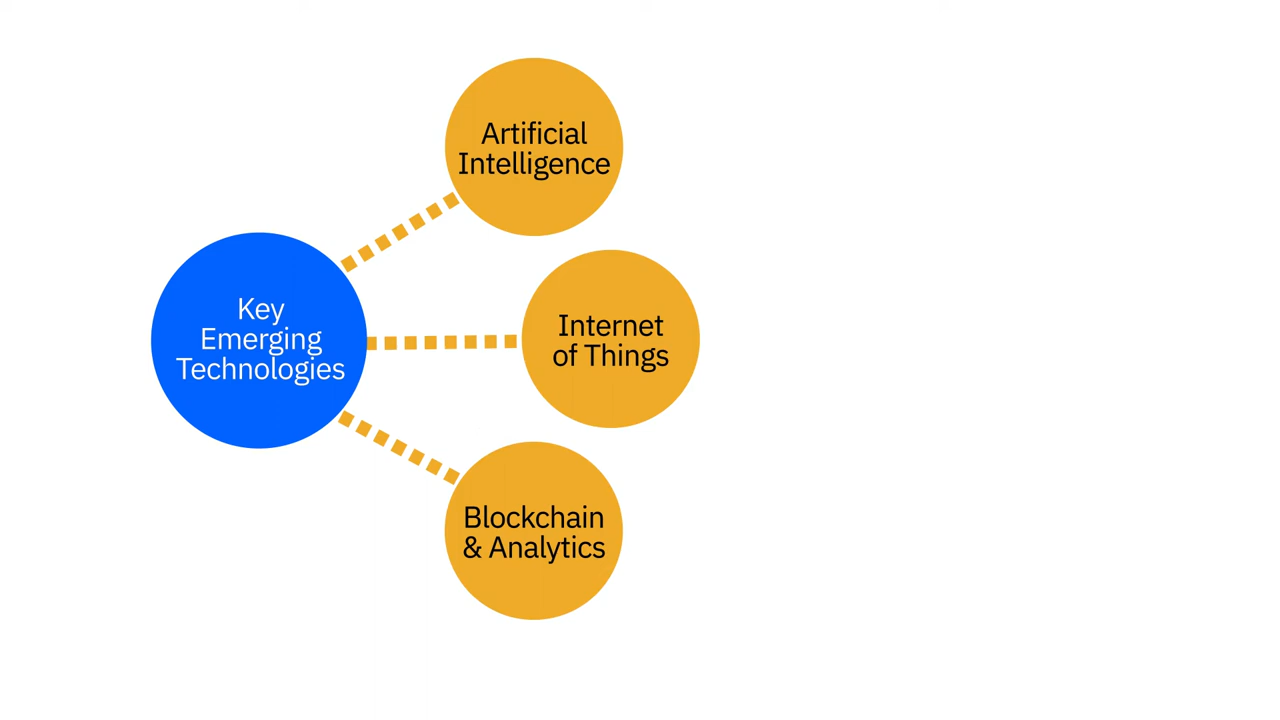 Artificial
Intelligence
Key
Emerging
Technologies
Internet
of Things
Blockchain
& Analytics